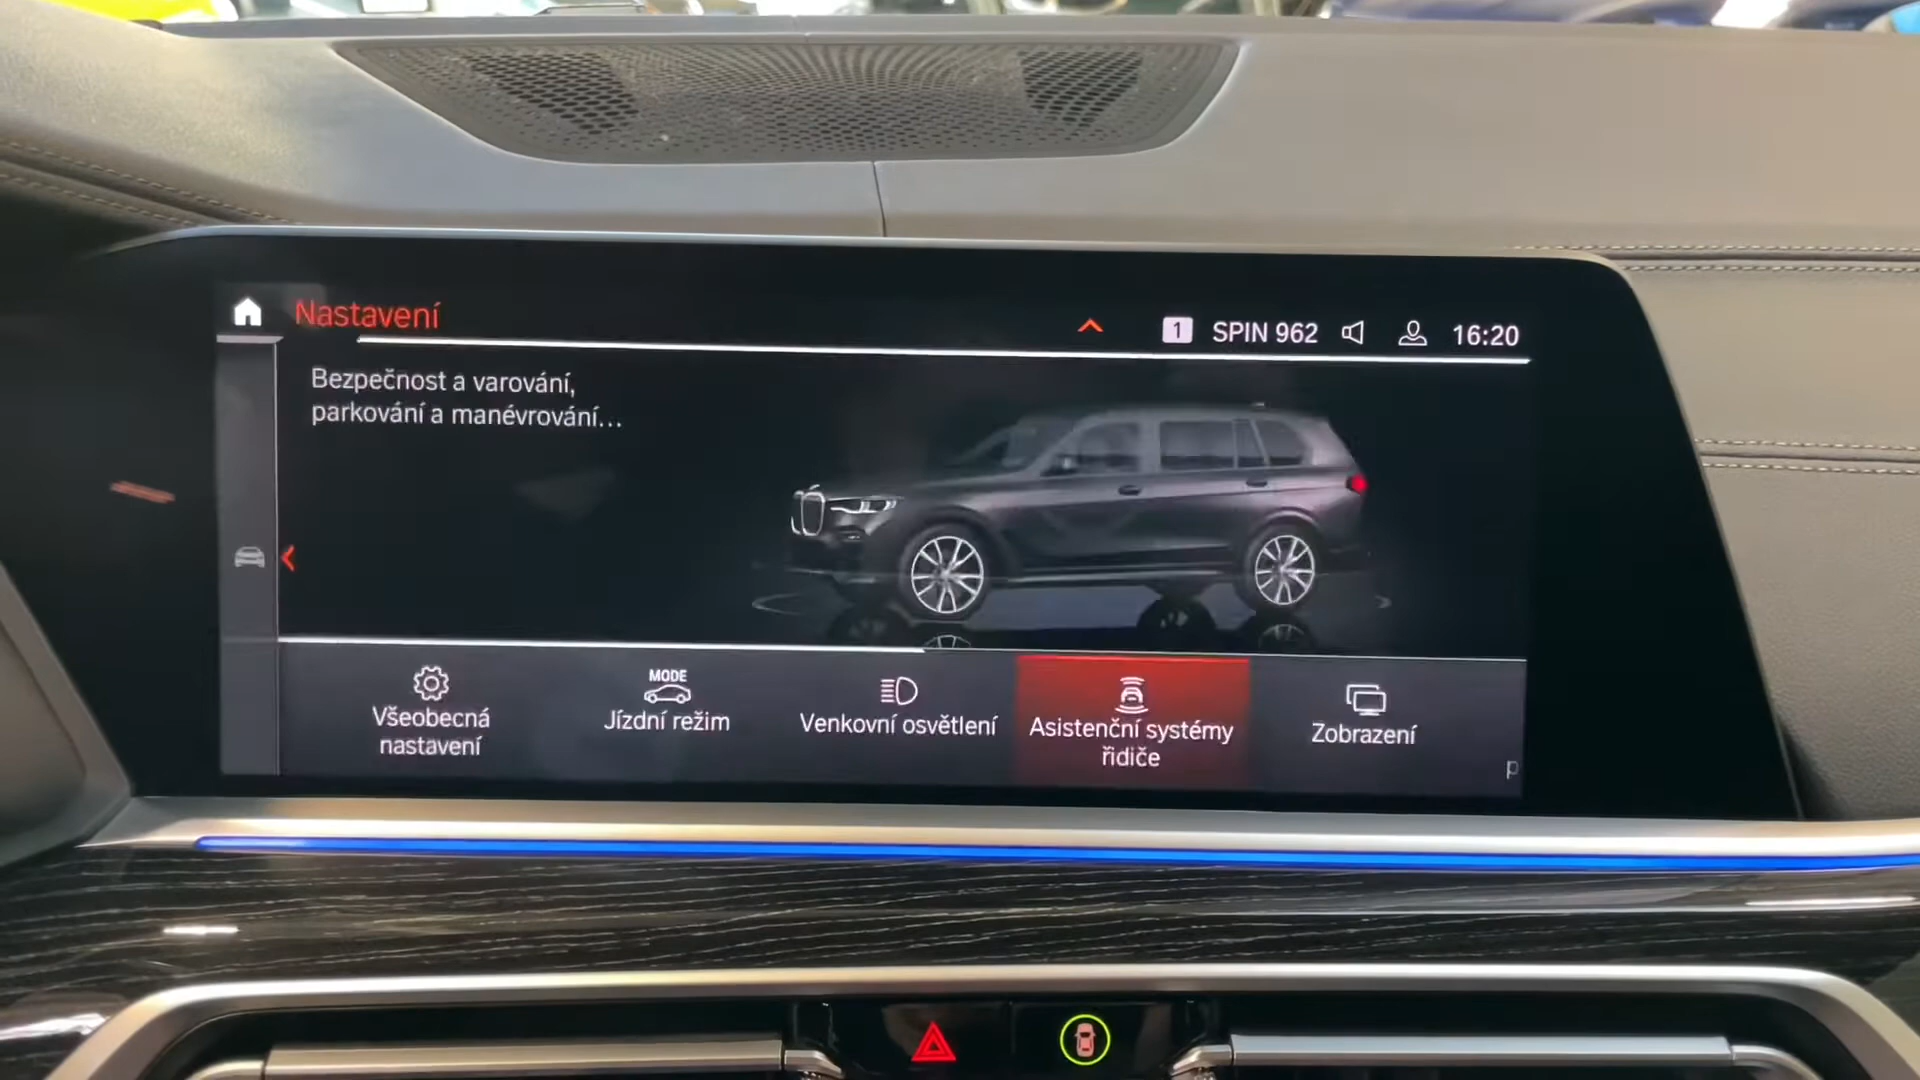 Nastavení
1 SPIN 962 16:20
Bezpečnost a varování,
parkování a manévrování...
Všeobecná
nastavení
MODE
Jízdní režim
Venkovní osvětlení
Asistenční systémy
řidiče
Zobrazení
p